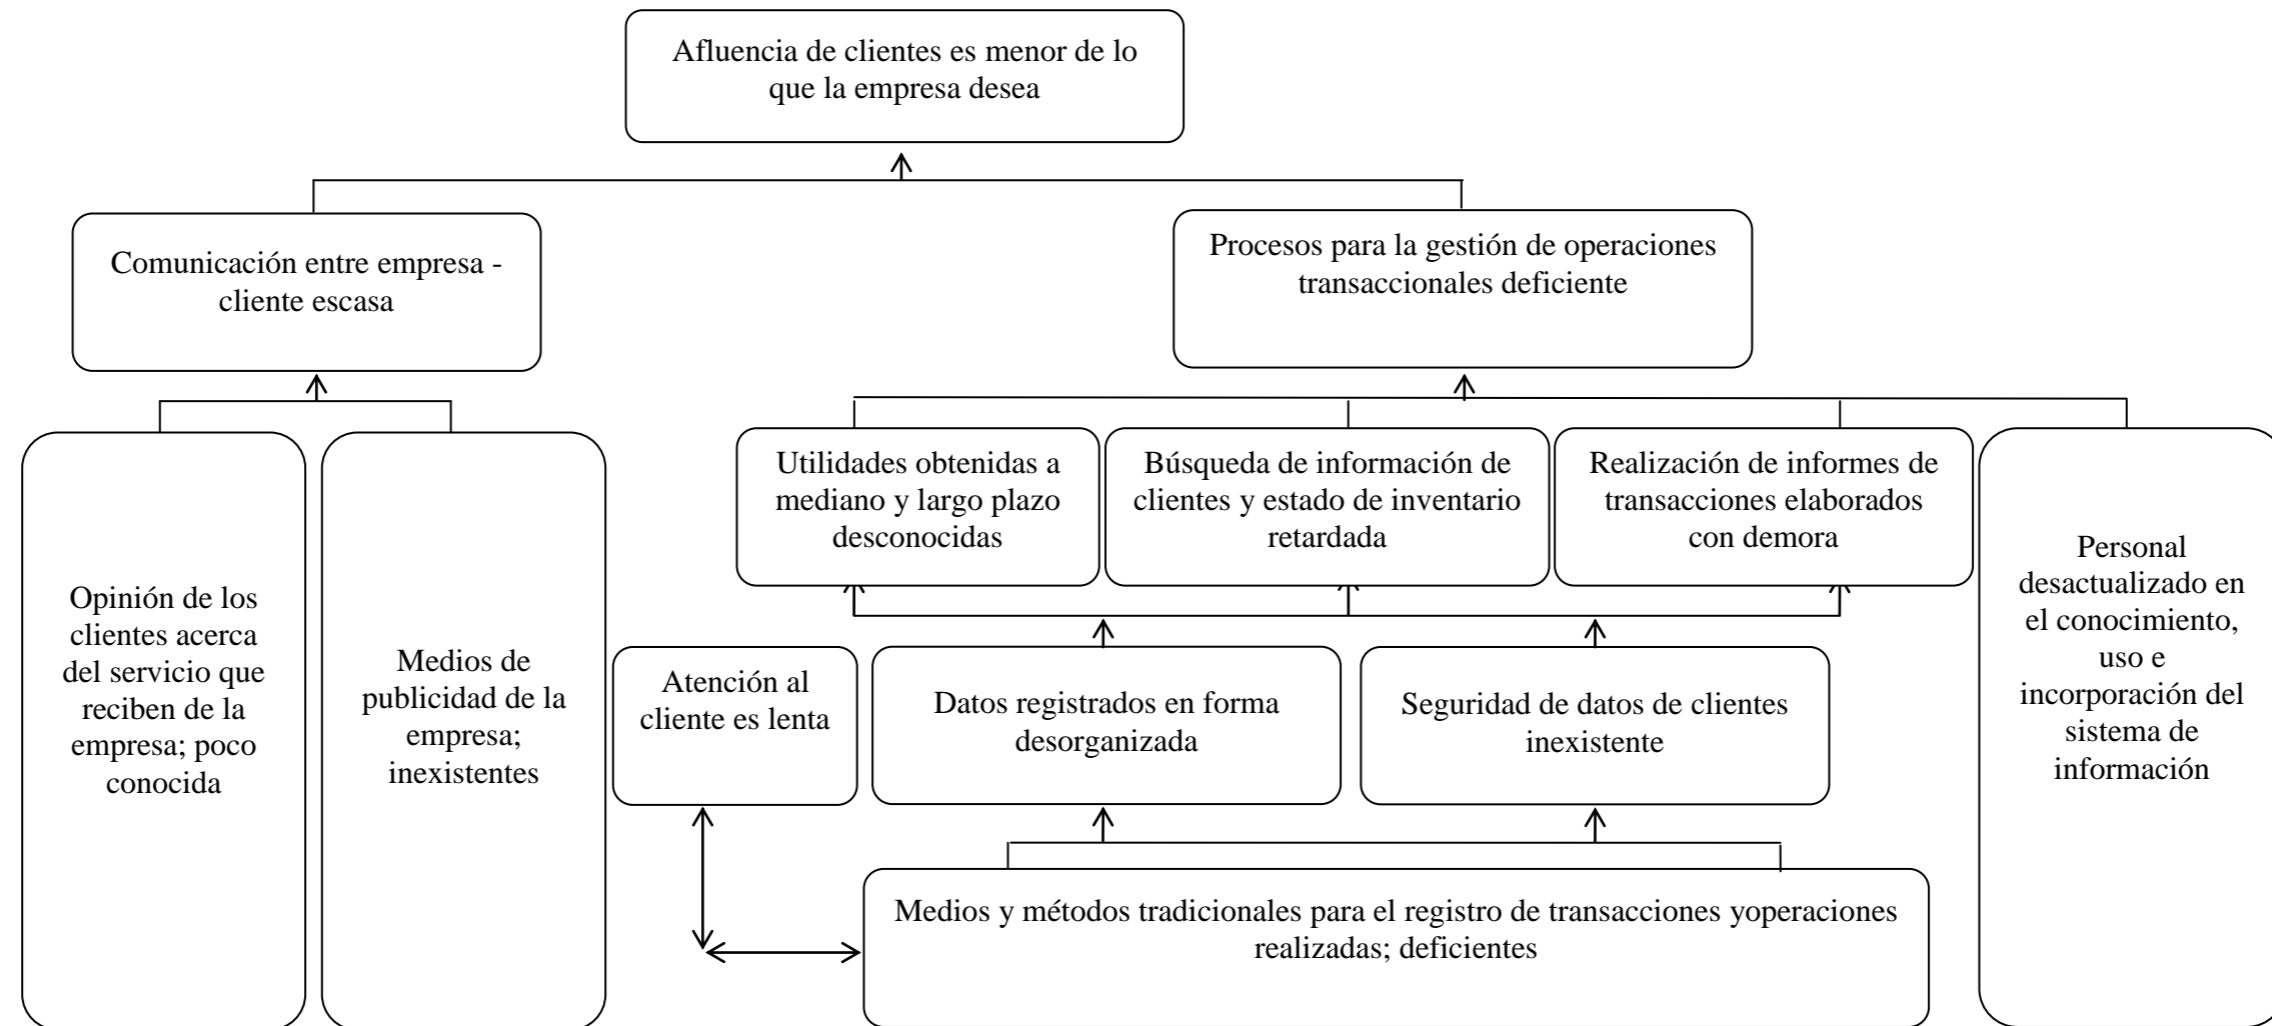 Afluencia de clientes es menor de lo
que la empresa desea
Comunicación entre empresa -
cliente escasa
Procesos para la gestión de operaciones
transaccionales deficiente
Opinión de los
clientes acerca
del servicio que
reciben de la
empresa; poco
conocida
Medios de
publicidad de la
empresa;
inexistentes
Utilidades obtenidas a
mediano y largo plazo
desconocidas
Búsqueda de información de
clientes y estado de inventario
retardada
Realización de informes de
transacciones elaborados
con demora
Personal
desactualizado en
el conocimiento,
uso e
incorporación del
sistema de
información
Atención al
cliente es lenta
Datos registrados en forma
desorganizada
Seguridad de datos de clientes
inexistente
Medios y métodos tradicionales para el registro de transacciones yoperaciones
realizadas; deficientes